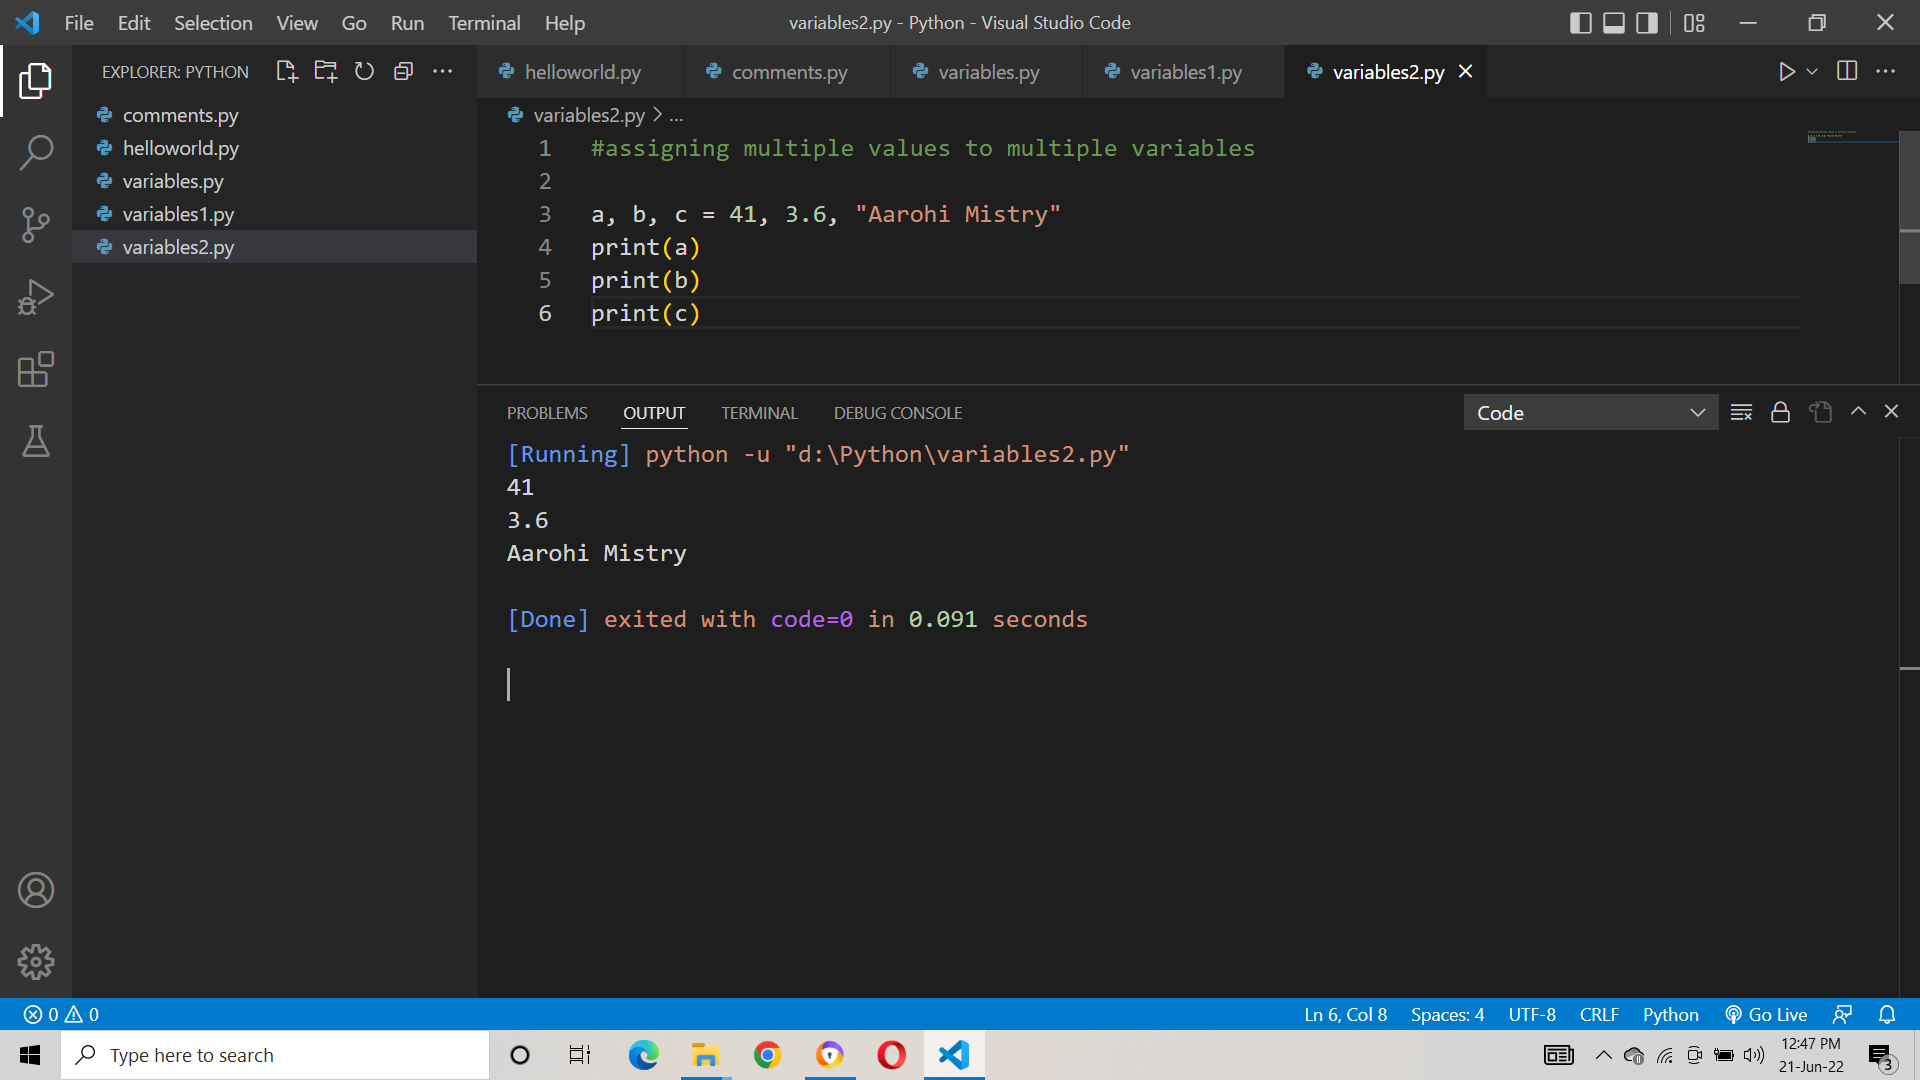 File Edit Selection View Go Run Terminal Help
variables2.py - Python - Visual Studio Code
EXPLORER: PYTHON
comments.py
helloworld.py
variables.py
variables1.py
variables2.py
helloworld.py comments.py variables.py variables1.py variables2.py
variables2.py > ...
1 #assigning multiple values to multiple variables
2
3 a, b, c = 41, 3.6, "Aarohi Mistry"
4 print(a)
5 print(b)
6 print(c)
PROBLEMS OUTPUT TERMINAL DEBUG CONSOLE
Code
[Running] python -u "d:\Python\variables2.py"
41
3.6
Aarohi Mistry
[Done] exited with code=0 in 0.091 seconds
0 0
Ln 6, Col 8 Spaces: 4 UTF-8 CRLF Python Go Live
Type here to search
12:47 PM
21-Jun-22
3